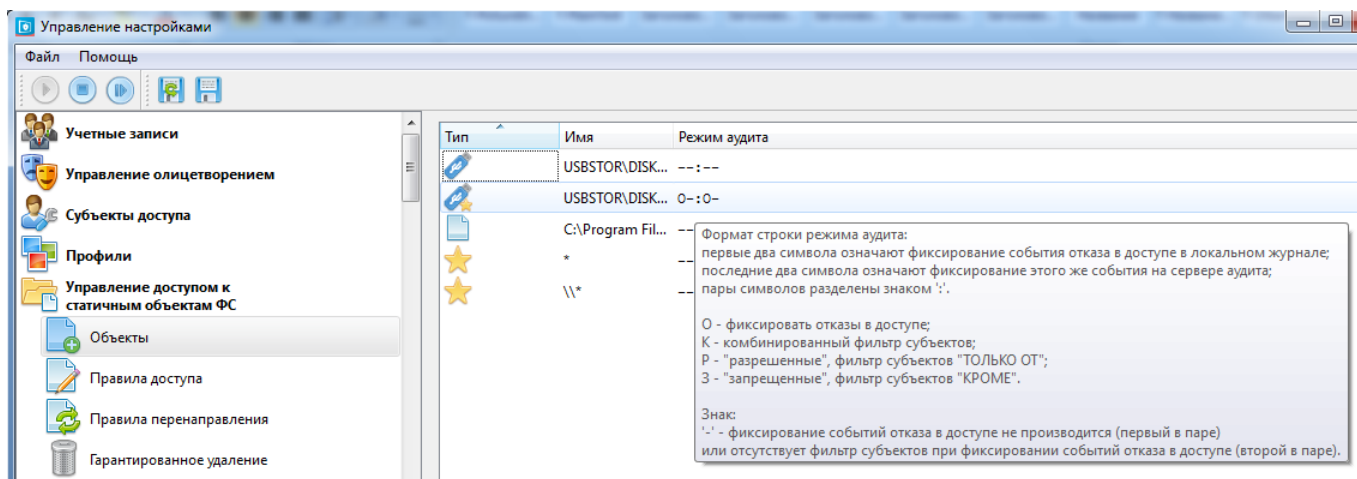 Управление настройками
Файл Помощь
Учетные записи
Управление олицетворением
Субъекты доступа
Профили
Управление доступом к
статичным объектам ФС
Объекты
Правила доступа
Правила перенаправления
Гарантированное удаление
Тип Имя Режим аудита
USBSTOR\DISK... --:--
USBSTOR\DISK... О-:О-
C:\Program Fil... --
* --
\\* --
Формат строки режима аудита:
первые два символа означают фиксирование события отказа в доступе в локальном журнале;
последние два символа означают фиксирование этого же события на сервере аудита;
пары символов разделены знаком ':'.
О - фиксировать отказы в доступе;
К - комбинированный фильтр субъектов;
Р - "разрешенные", фильтр субъектов "ТОЛЬКО ОТ";
З - "запрещенные", фильтр субъектов "КРОМЕ".
Знак:
'-' - фиксирование событий отказа в доступе не производится (первый в паре)
или отсутствует фильтр субъектов при фиксировании событий отказа в доступе (второй в паре).